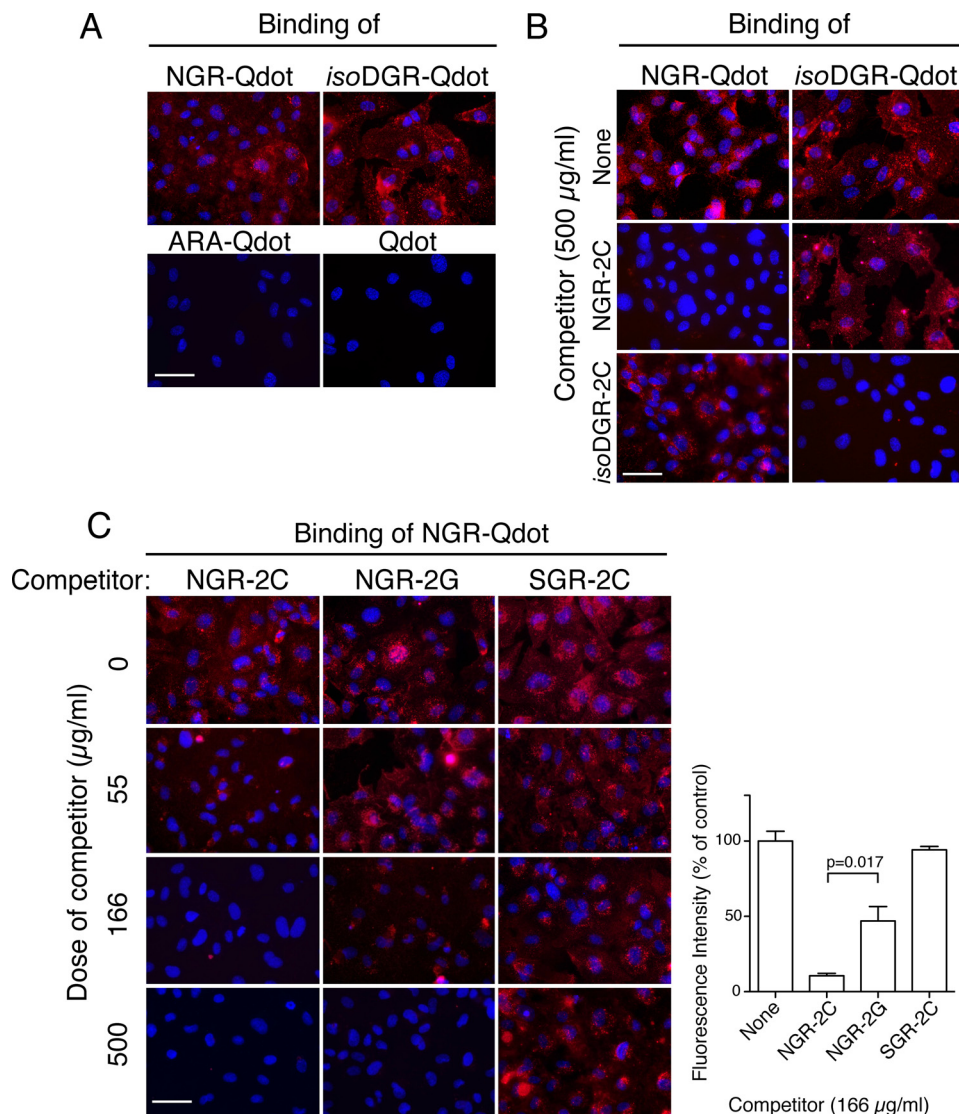 A
Binding of
NGR-Qdot isoDGR-Qdot
ARA-Qdot Qdot
B
Binding of
NGR-Qdot isoDGR-Qdot
Competitor (500 µg/ml)
None
NGR-2C
isoDGR-2C
C
Binding of NGR-Qdot
Competitor: NGR-2C NGR-2G SGR-2C
Dose of competitor (µg/ml)
0
55
166
500
Fluorescence Intensity (% of control)
100
50
0
p=0.017
None NGR-2C NGR-2G SGR-2C
Competitor (166 µg/ml)